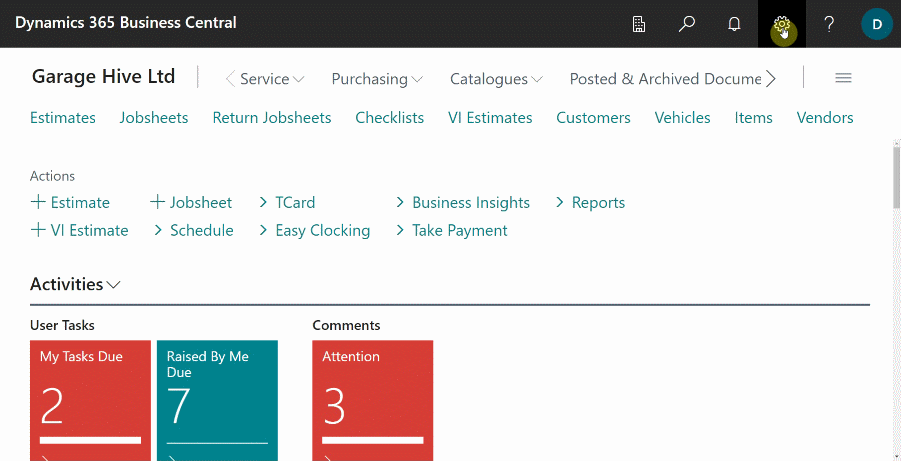 Dynamics 365 Business Central
?
D
Garage Hive Ltd
Service
Purchasing
Catalogues
Posted & Archived Docume
Estimates
Jobsheets
Return Jobsheets
Checklists
VI Estimates
Customers
Vehicles
Items
Vendors
Actions
+ Estimate
+ Jobsheet
> TCard
> Business Insights
> Reports
+ VI Estimate
> Schedule
> Easy Clocking
> Take Payment
Activities
User Tasks
Comments
My Tasks Due
2
Raised By Me
Due
7
Attention
3